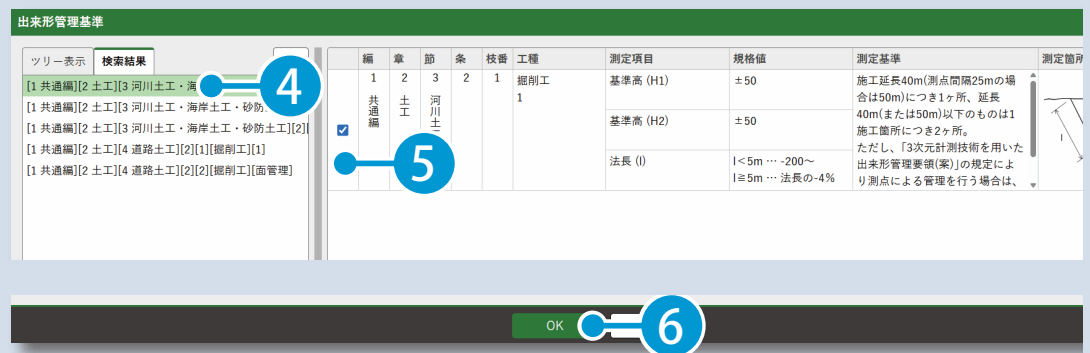 出来形管理基準
ツリー表示 検索結果
[1 共通編][2 土工][3 河川土工・海
[1 共通編][2 土工][3 河川土工・海岸土工・砂防
[1 共通編][2 土工][3 河川土工・海岸土工・砂防土工][2][
[1 共通編][2 土工][4 道路土工][2][1][掘削工][1]
[1 共通編][2 土工][4 道路土工][2][2][掘削工][面管理]
4
編 章 節 条 枝番 工種 測定項目 規格値 測定基準 測定箇所
1 2 3 2 1 掘削工
共通編 土工 河川土
1
基準高 (H1) ±50
基準高 (H2) ±50
法長 (l) l<5m … -200~
l≧5m … 法長の-4%
施工延長40m(測点間隔25mの場
合は50m)につき1ヶ所、延長
40m(または50m)以下のものは1
施工箇所につき2ヶ所。
ただし、「3次元計測技術を用いた
出来形管理要領(案)」の規定によ
り測点による管理を行う場合は、
5
OK
6